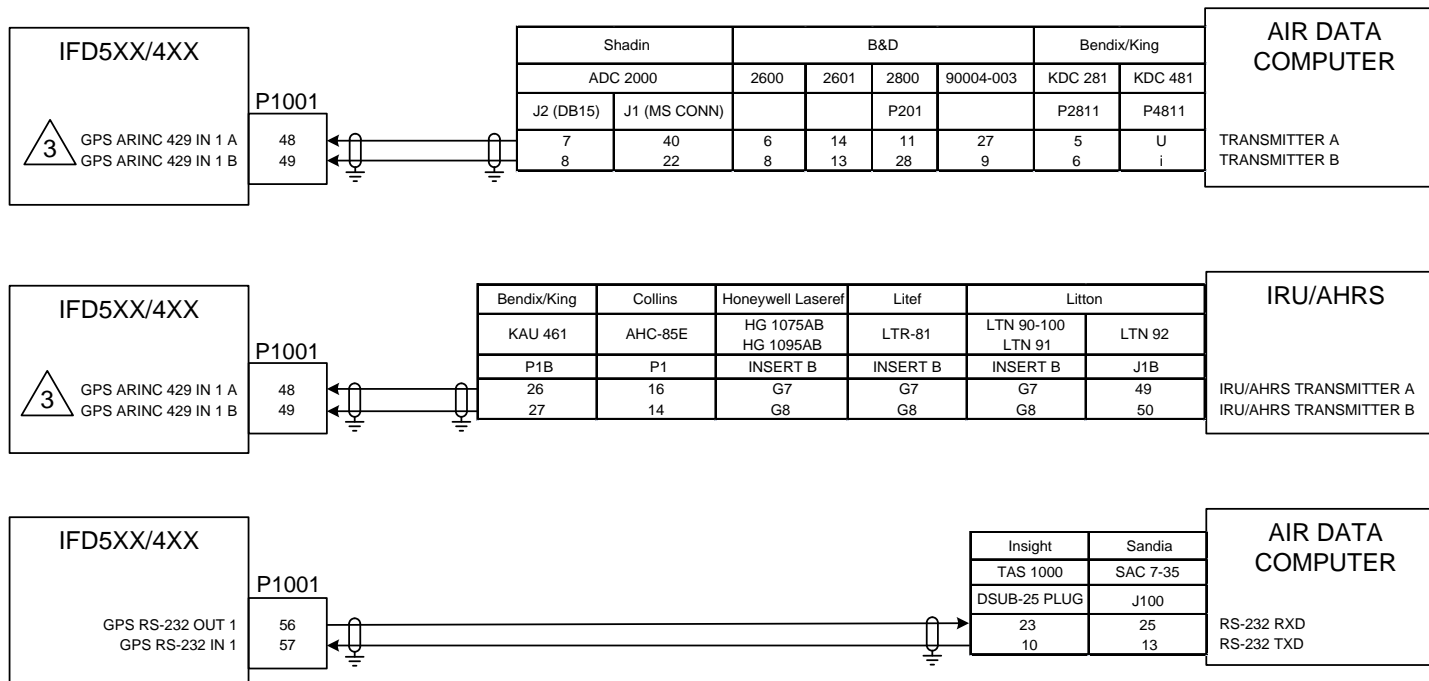 IFD5XX/4XX
P1001
3
GPS ARINC 429 IN 1 A 48
GPS ARINC 429 IN 1 B 49
Shadin B&D Bendix/King
ADC 2000 2600 2601 2800 90004-003 KDC 281 KDC 481
J2 (DB15) J1 (MS CONN) P201 P2811 P4811
7 40 6 14 11 27 5 U
8 22 8 13 28 9 6 i
AIR DATA
COMPUTER
TRANSMITTER A
TRANSMITTER B
IFD5XX/4XX
P1001
3
GPS ARINC 429 IN 1 A 48
GPS ARINC 429 IN 1 B 49
Bendix/King Collins Honeywell Laseref Litef Litton
KAU 461 AHC-85E HG 1075AB HG 1095AB LTR-81 LTN 90-100 LTN 91 LTN 92
P1B P1 INSERT B INSERT B INSERT B J1B
26 16 G7 G7 G7 49
27 14 G8 G8 G8 50
IRU/AHRS
IRU/AHRS TRANSMITTER A
IRU/AHRS TRANSMITTER B
IFD5XX/4XX
P1001
GPS RS-232 OUT 1 56
GPS RS-232 IN 1 57
Insight Sandia
TAS 1000 SAC 7-35
DSUB-25 PLUG J100
23 25
10 13
AIR DATA
COMPUTER
RS-232 RXD
RS-232 TXD